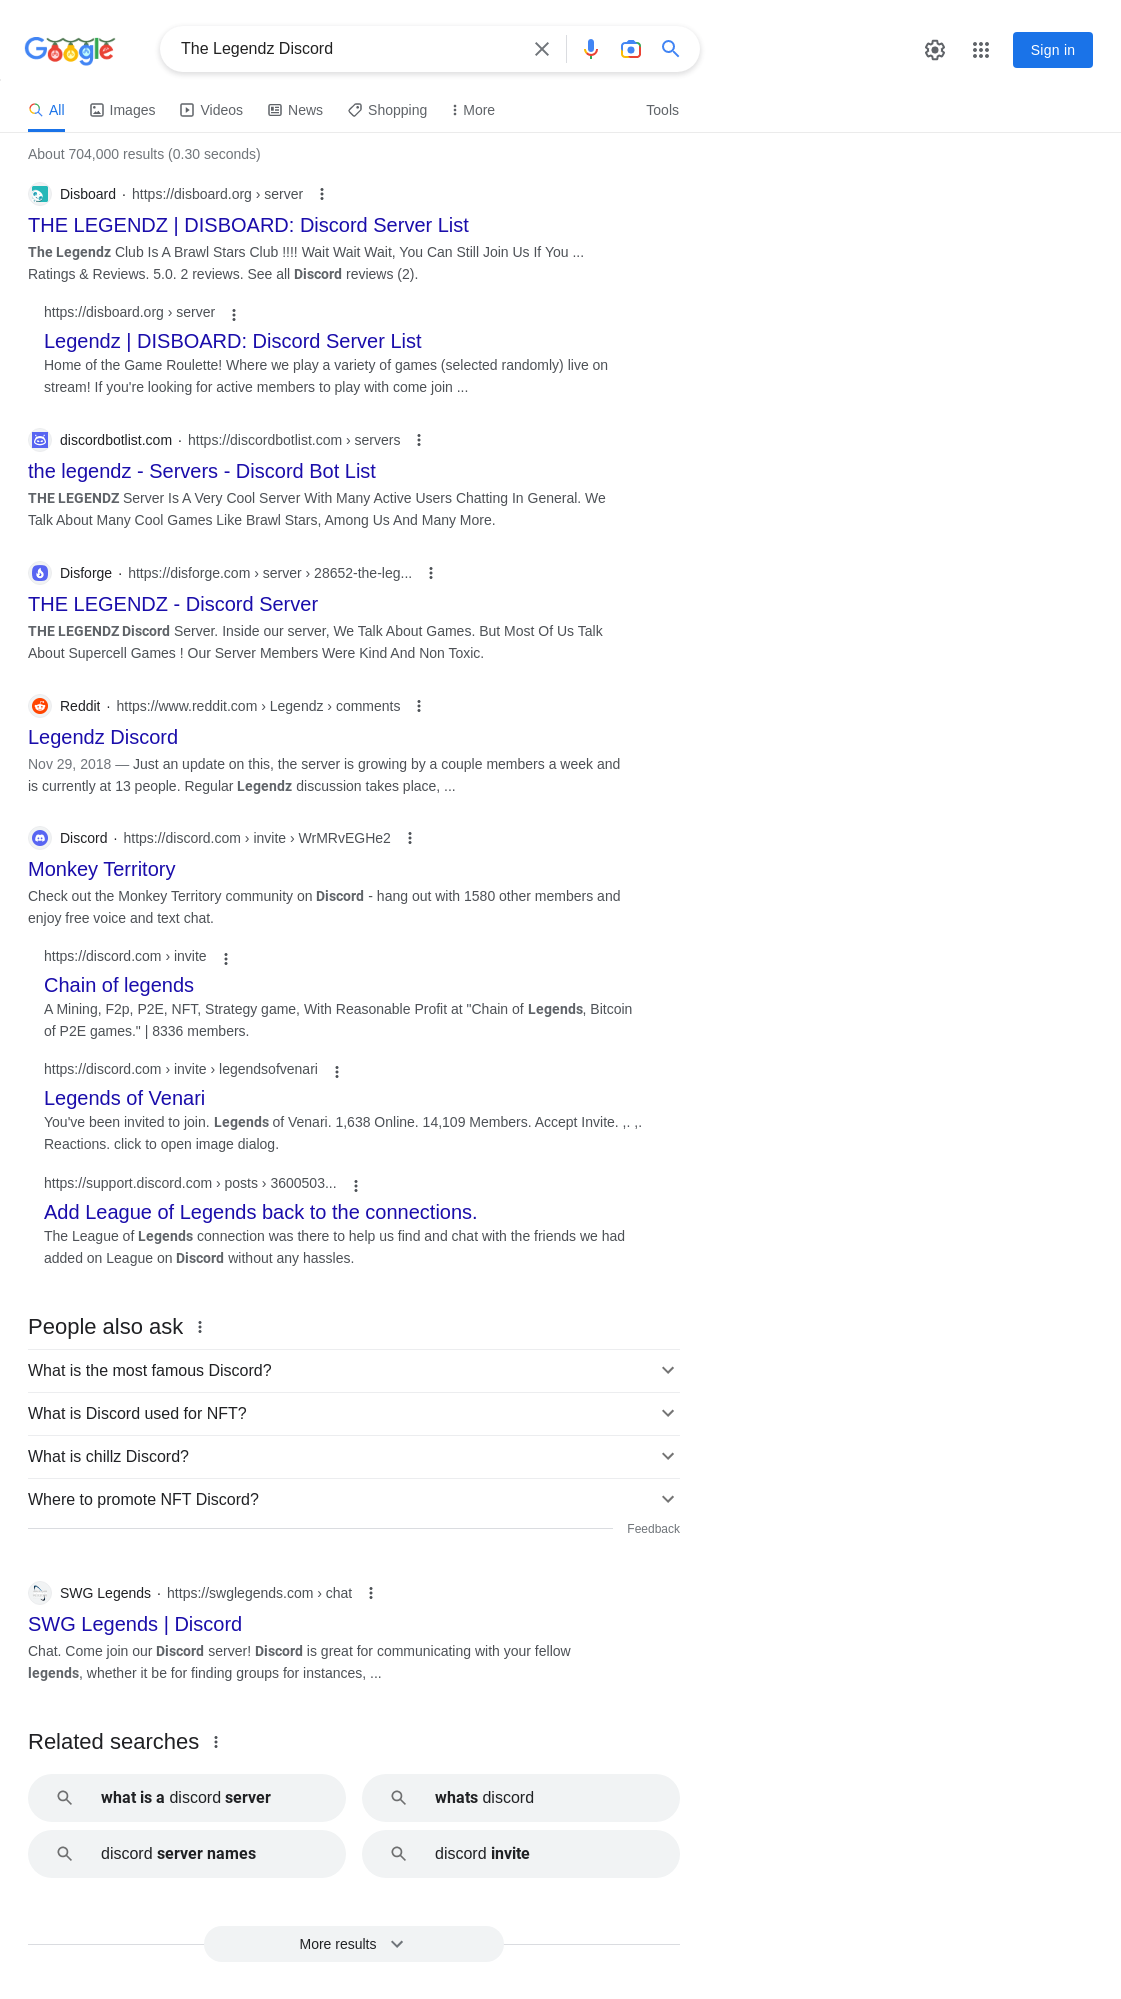 Google
The Legendz Discord
Sign in
All Images Videos News Shopping More Tools
About 704,000 results (0.30 seconds)
Disboard · https://disboard.org › server
THE LEGENDZ | DISBOARD: Discord Server List
The Legendz Club Is A Brawl Stars Club !!!! Wait Wait Wait, You Can Still Join Us If You ...
Ratings & Reviews. 5.0. 2 reviews. See all Discord reviews (2).
https://disboard.org › server
Legendz | DISBOARD: Discord Server List
Home of the Game Roulette! Where we play a variety of games (selected randomly) live on
stream! If you're looking for active members to play with come join ...
discordbotlist.com · https://discordbotlist.com › servers
the legendz - Servers - Discord Bot List
THE LEGENDZ Server Is A Very Cool Server With Many Active Users Chatting In General. We
Talk About Many Cool Games Like Brawl Stars, Among Us And Many More.
Disforge · https://disforge.com › server › 28652-the-leg...
THE LEGENDZ - Discord Server
THE LEGENDZ Discord Server. Inside our server, We Talk About Games. But Most Of Us Talk
About Supercell Games ! Our Server Members Were Kind And Non Toxic.
Reddit · https://www.reddit.com › Legendz › comments
Legendz Discord
Nov 29, 2018 — Just an update on this, the server is growing by a couple members a week and
is currently at 13 people. Regular Legendz discussion takes place, ...
Discord · https://discord.com › invite › WrMRvEGHe2
Monkey Territory
Check out the Monkey Territory community on Discord - hang out with 1580 other members and
enjoy free voice and text chat.
https://discord.com › invite
Chain of legends
A Mining, F2p, P2E, NFT, Strategy game, With Reasonable Profit at "Chain of Legends, Bitcoin
of P2E games." | 8336 members.
https://discord.com › invite › legendsofvenari
Legends of Venari
You've been invited to join. Legends of Venari. 1,638 Online. 14,109 Members. Accept Invite. ,. ,.
Reactions. click to open image dialog.
https://support.discord.com › posts › 3600503...
Add League of Legends back to the connections.
The League of Legends connection was there to help us find and chat with the friends we had
added on League on Discord without any hassles.
People also ask
What is the most famous Discord?
What is Discord used for NFT?
What is chillz Discord?
Where to promote NFT Discord?
Feedback
SWG Legends · https://swglegends.com › chat
SWG Legends | Discord
Chat. Come join our Discord server! Discord is great for communicating with your fellow
legends, whether it be for finding groups for instances, ...
Related searches
what is a discord server
whats discord
discord server names
discord invite
More results